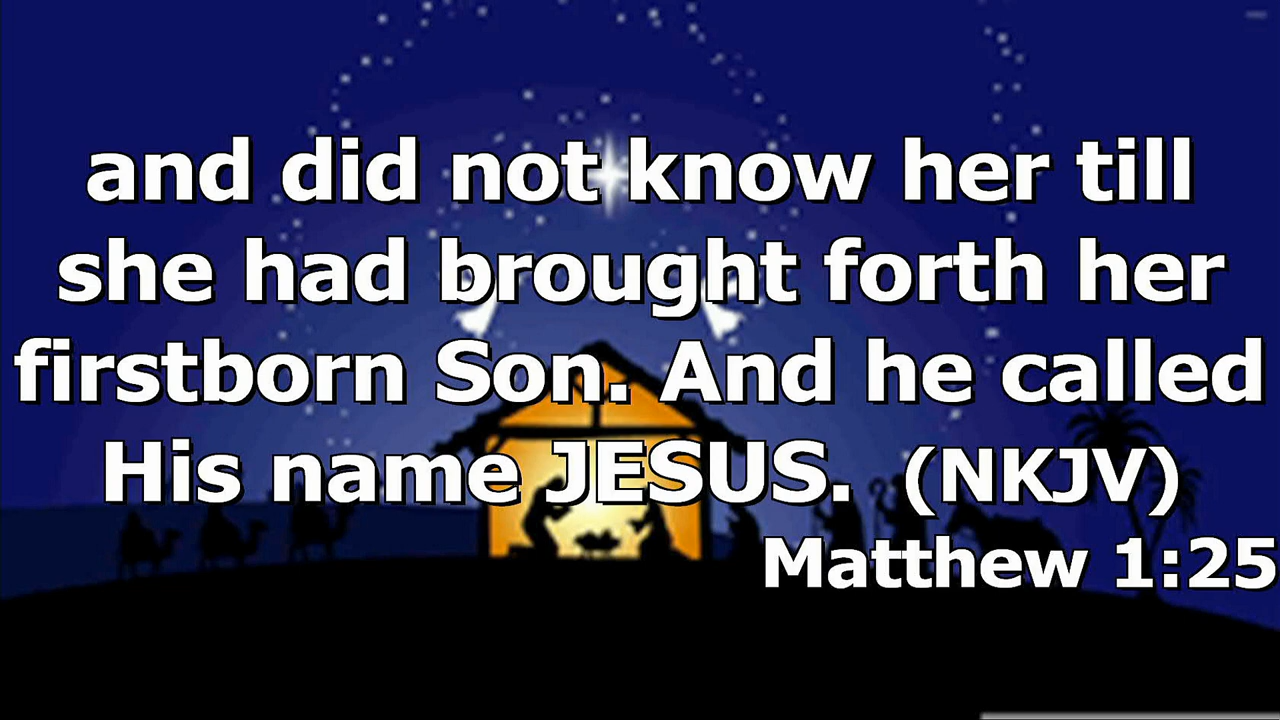 and did not know her till
she had brought forth her
firstborn Son. And he called
His name JESUS. (NKJV)
Matthew 1:25